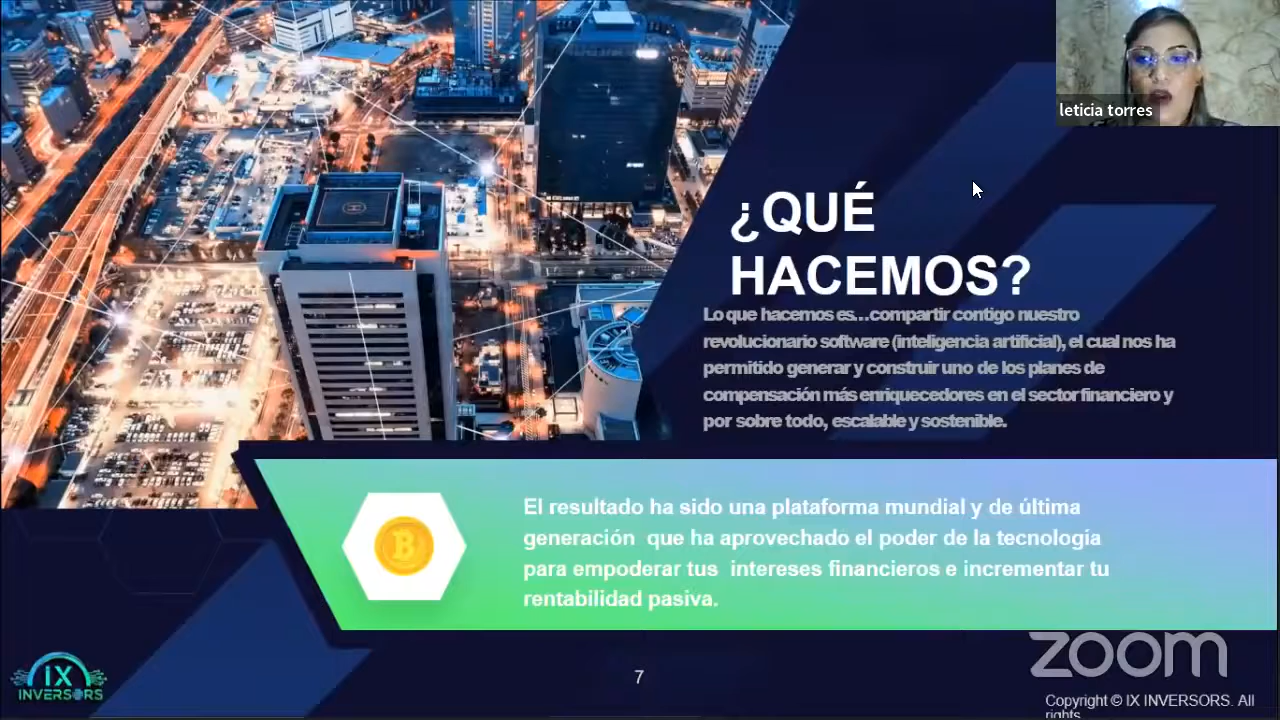 leticia torres
¿QUÉ
HACEMOS?
Lo que hacemos es...compartir contigo nuestro
revolucionario software (inteligencia artificial), el cual nos ha
permitido generar y construir uno de los planes de
compensación más enriquecedores en el sector financiero y
por sobre todo, escalable y sostenible.
El resultado ha sido una plataforma mundial y de última
generación que ha aprovechado el poder de la tecnología
para empoderar tus intereses financieros e incrementar tu
rentabilidad pasiva.
IX
INVERSORS
7
zoom
Copyright © IX INVERSORS. All
rights